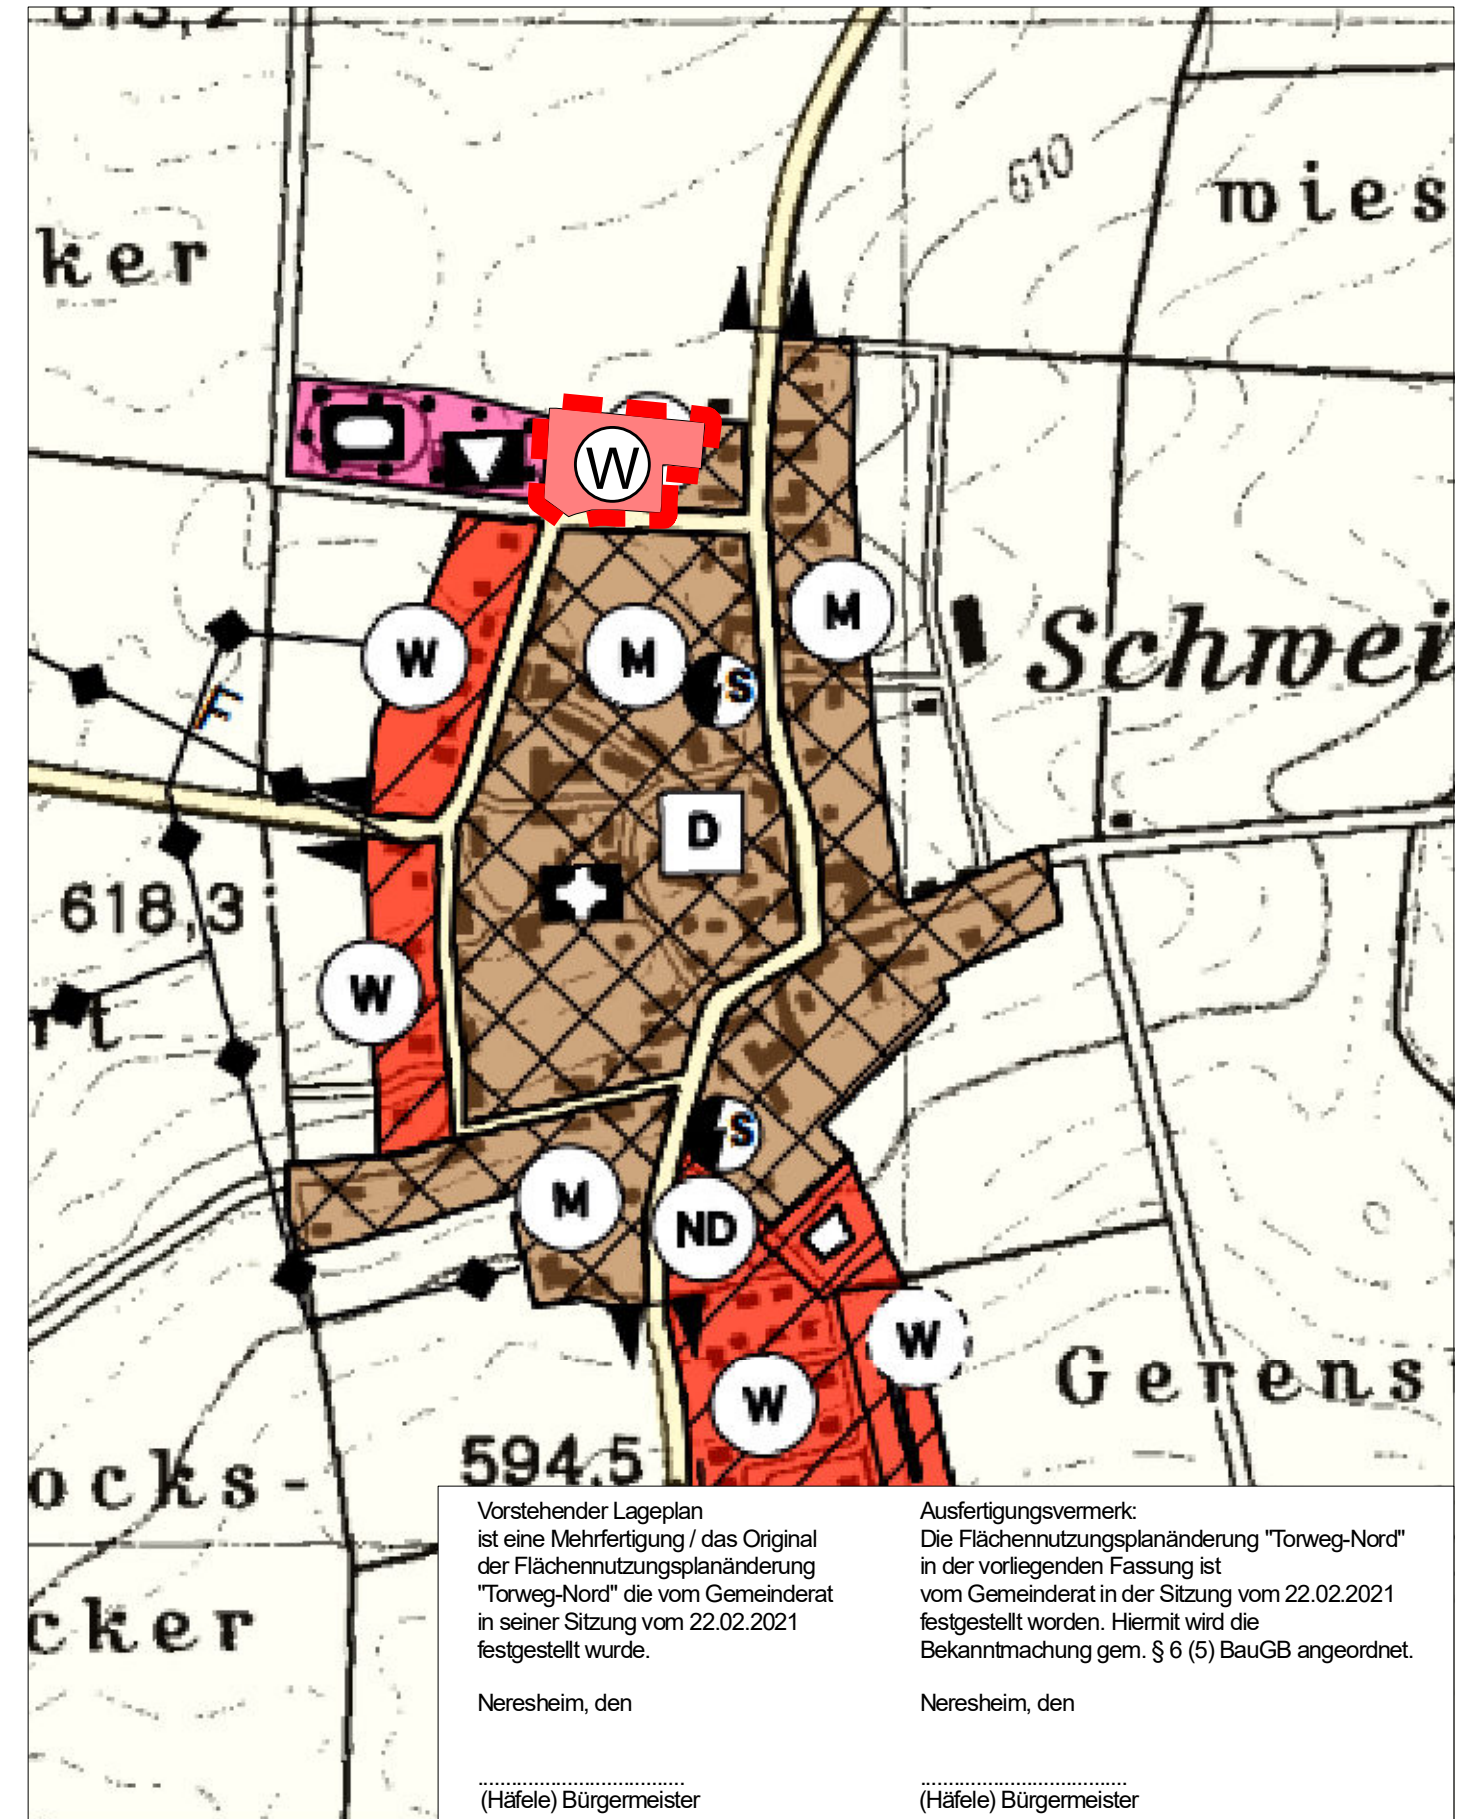 ker
610
wies
W
W
M
M
S
Schwei
F
D
618,3
W
rt
S
M
ND
W
W
Gerens
594,5
ocks-
cker
Vorstehender Lageplan
ist eine Mehrfertigung / das Original
der Flächennutzungsplanänderung
"Torweg-Nord" die vom Gemeinderat
in seiner Sitzung vom 22.02.2021
festgestellt wurde.
Neresheim, den
.....................................
(Häfele) Bürgermeister
Ausfertigungsvermerk:
Die Flächennutzungsplanänderung "Torweg-Nord"
in der vorliegenden Fassung ist
vom Gemeinderat in der Sitzung vom 22.02.2021
festgestellt worden. Hiermit wird die
Bekanntmachung gem. § 6 (5) BauGB angeordnet.
Neresheim, den
.....................................
(Häfele) Bürgermeister